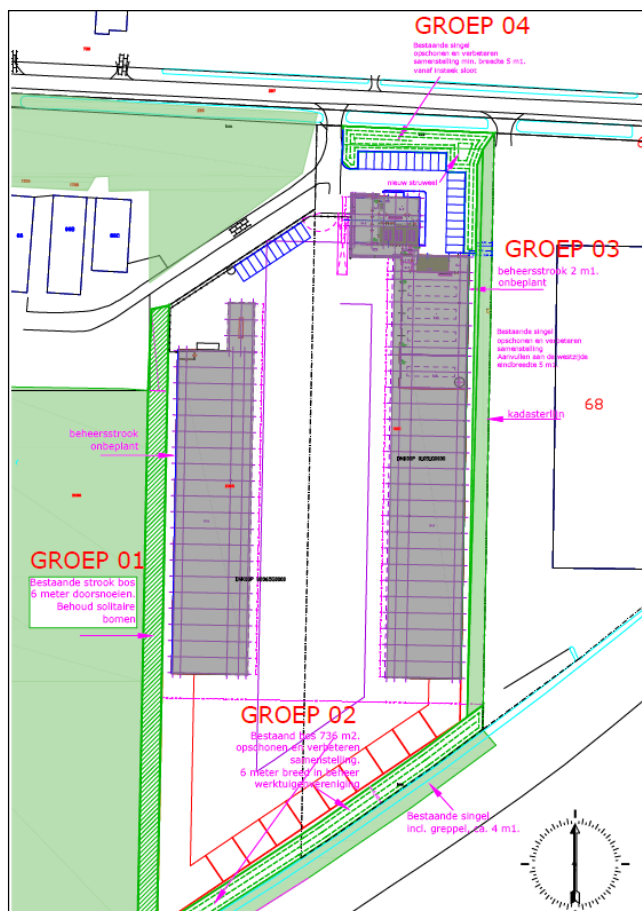 GROEP 04
Bestaande singel
opschonen en verbeteren
samenstelling min. breedte 5 m1.
vanaf insteek sloot
nieuw struweel
GROEP 03
beheersstrook 2 m1.
onbeplant
Bestaande singel
opschonen en verbeteren
samenstelling
Aanvullen aan de westzijde
eindbreedte 5 m1.
kadasterlijn
68
beheersstrook
onbeplant
GROEP 01
Bestaande strook bos
6 meter doorsnoeien.
Behoud solitaire
bomen
GROEP 02
Bestaand bos 736 m2.
opschonen en verbeteren
samenstelling.
6 meter breed in beheer
werktuigenvereniging
Bestaande singel
incl. greppel, ca. 4 m1.